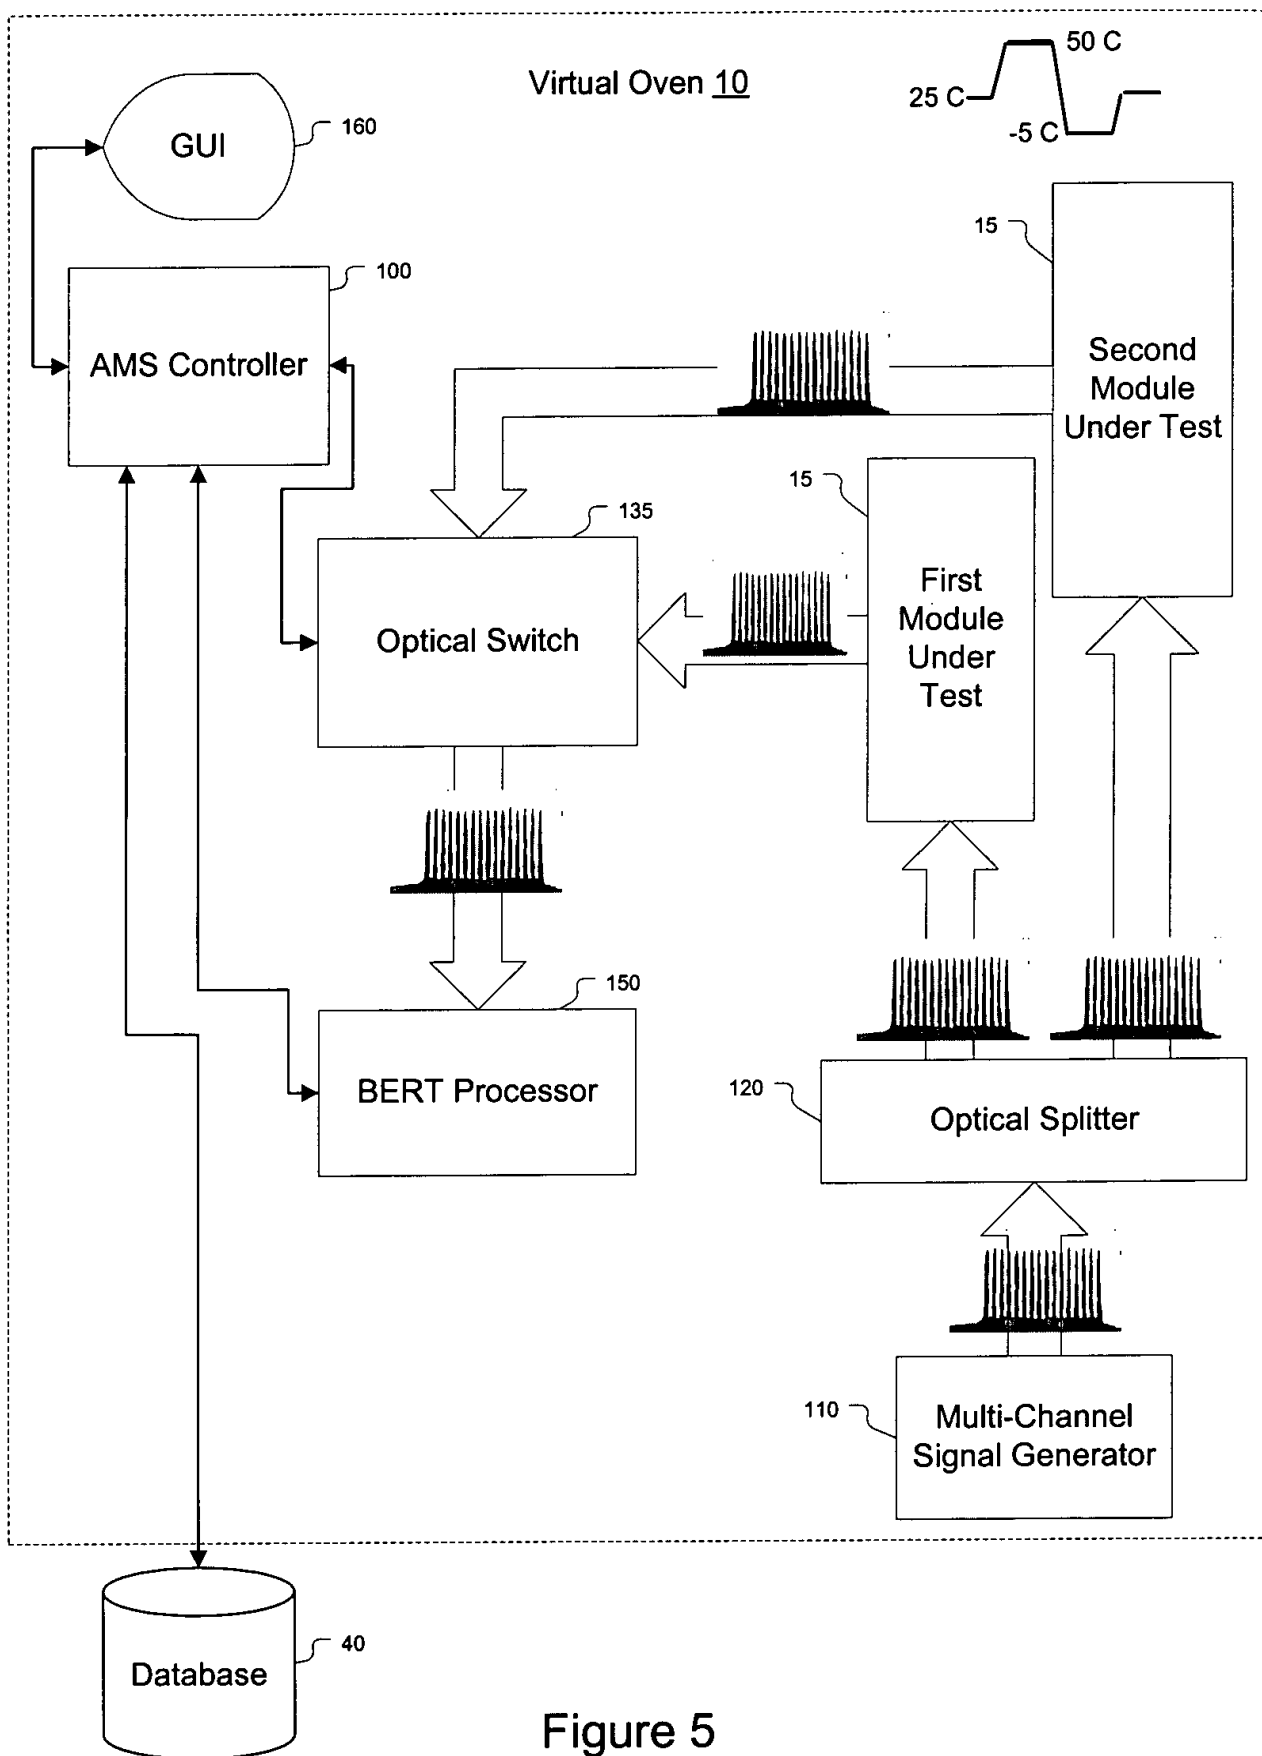 Virtual Oven 10
50 C
25 C
-5 C
GUI
160
AMS Controller
100
15
Second
Module
Under Test
15
First
Module
Under
Test
135
Optical Switch
150
BERT Processor
120
Optical Splitter
110
Multi-Channel
Signal Generator
Database
40
Figure 5